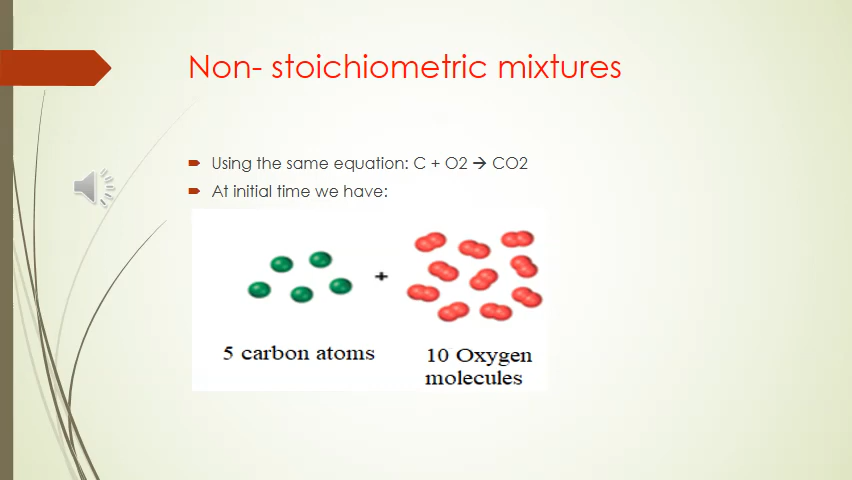 Non- stoichiometric mixtures
Using the same equation: C + O2 → CO2
At initial time we have:
+
5 carbon atoms
10 Oxygen
molecules